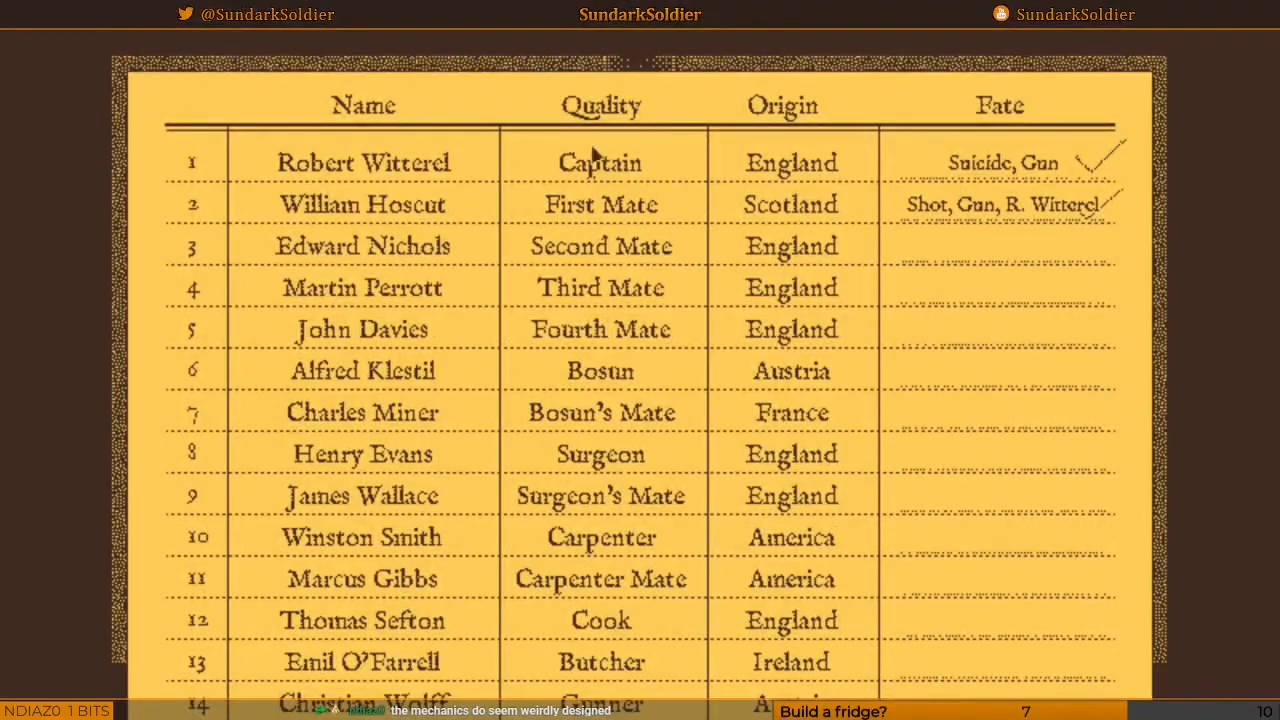 @SundarkSoldier SundarkSoldier SundarkSoldier
Name Quality Origin Fate
1 Robert Witterel Captain England Suicide, Gun
2 William Hoscut First Mate Scotland Shot, Gun, R. Witterel
3 Edward Nichols Second Mate England
4 Martin Perrott Third Mate England
5 John Davies Fourth Mate England
6 Alfred Klestil Bosun Austria
7 Charles Miner Bosun's Mate France
8 Henry Evans Surgeon England
9 James Wallace Surgeon's Mate England
10 Winston Smith Carpenter America
11 Marcus Gibbs Carpenter Mate America
12 Thomas Sefton Cook England
13 Emil O'Farrell Butcher Ireland
14 Christian Wolff Gunner
NDIAZ0 1 BITS ndiaz0 the mechanics do seem weirdly designed Build a fridge? 7 10